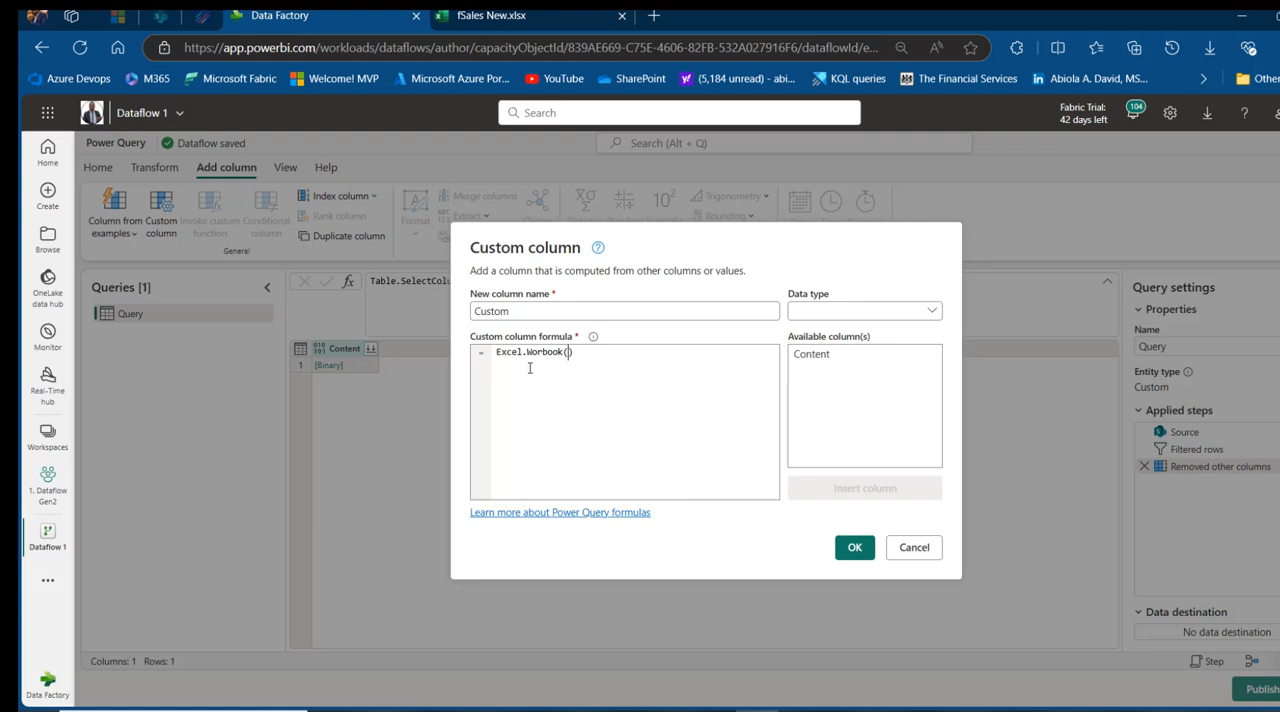 Data Factory
fSales New.xlsx
https://app.powerbi.com/workloads/dataflows/author/capacityObjectId/839AE669-C75E-4606-82FB-532A027916F6/dataflowId/e...
Azure Devops
M365
Microsoft Fabric
Welcome! MVP
Microsoft Azure Por...
YouTube
SharePoint
(5,184 unread) - abi...
KQL queries
The Financial Services
Abiola A. David, MS...
Other
Dataflow 1
Search
Fabric Trial:
42 days left
104
Power Query
Dataflow saved
Search (Alt + Q)
Home
Transform
Add column
View
Help
Column from
examples
Custom
column
Invoke custom
function
Conditional
column
Index column
Rank column
Duplicate column
General
Format
Merge columns
Extract
Trigonometry
Rounding
Home
Create
Browse
OneLake
data hub
Monitor
Real-Time
hub
Workspaces
1. Dataflow
Gen2
Dataflow 1
Data Factory
Queries [1]
Query
Table.SelectColu
Content
1 [Binary]
Custom column
Add a column that is computed from other columns or values.
New column name *
Custom
Data type
Custom column formula *
= Excel.Worbook()
Available column(s)
Content
Insert column
Learn more about Power Query formulas
OK
Cancel
Query settings
Properties
Name
Query
Entity type
Custom
Applied steps
Source
Filtered rows
Removed other columns
Data destination
No data destination
Columns: 1 Rows: 1
Step
Publish